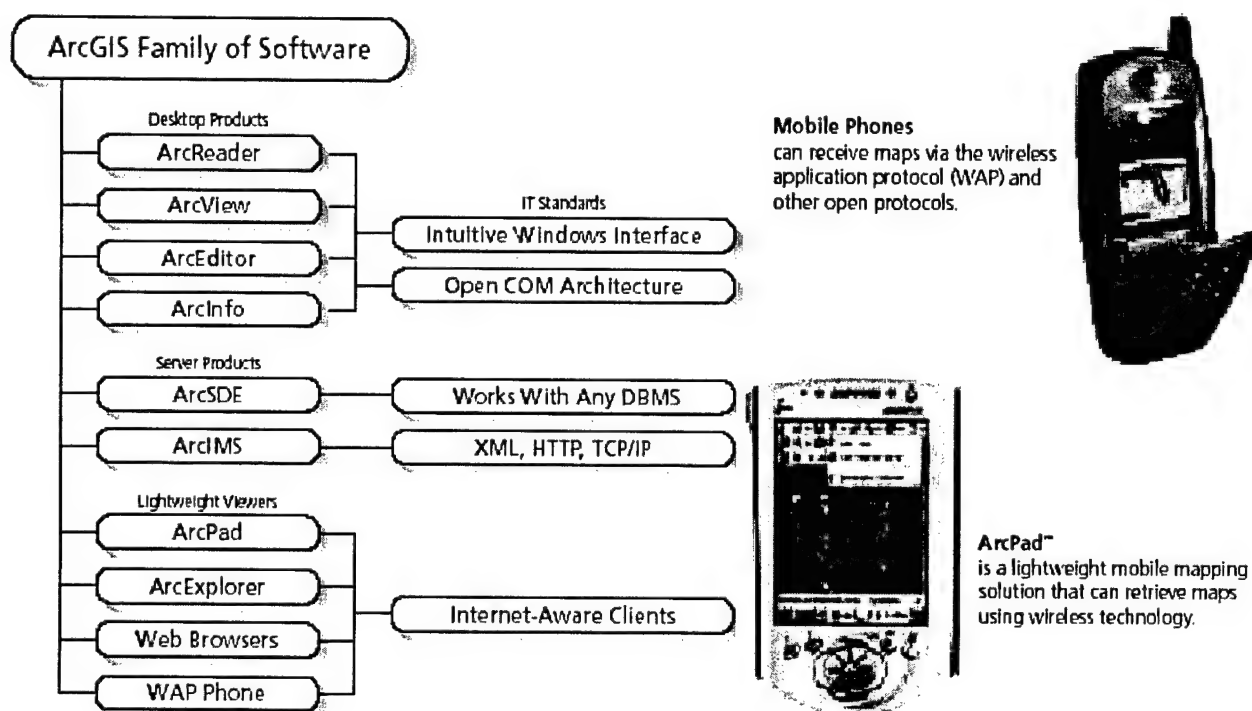 ArcGIS Family of Software
Desktop Products
ArcReader
ArcView
ArcEditor
ArcInfo
IT Standards
Intuitive Windows Interface
Open COM Architecture
Server Products
ArcSDE
Works With Any DBMS
ArcIMS
XML, HTTP, TCP/IP
Lightweight Viewers
ArcPad
ArcExplorer
Web Browsers
WAP Phone
Internet-Aware Clients
Mobile Phones
can receive maps via the wireless
application protocol (WAP) and
other open protocols.
ArcPad™
is a lightweight mobile mapping
solution that can retrieve maps
using wireless technology.